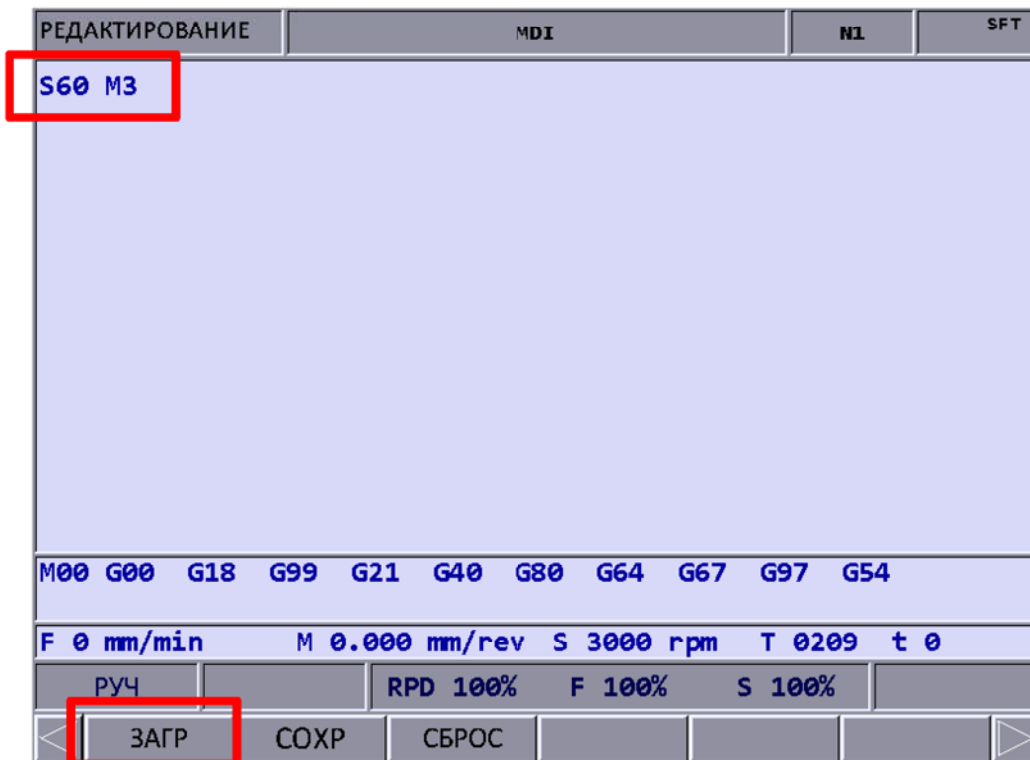 РЕДАКТИРОВАНИЕ MDI N1 SFT
S60 M3
M00 G00 G18 G99 G21 G40 G80 G64 G67 G97 G54
F 0 mm/min M 0.000 mm/rev S 3000 rpm T 0209 t 0
РУЧ RPD 100% F 100% S 100%
ЗАГР СОХР СБРОС